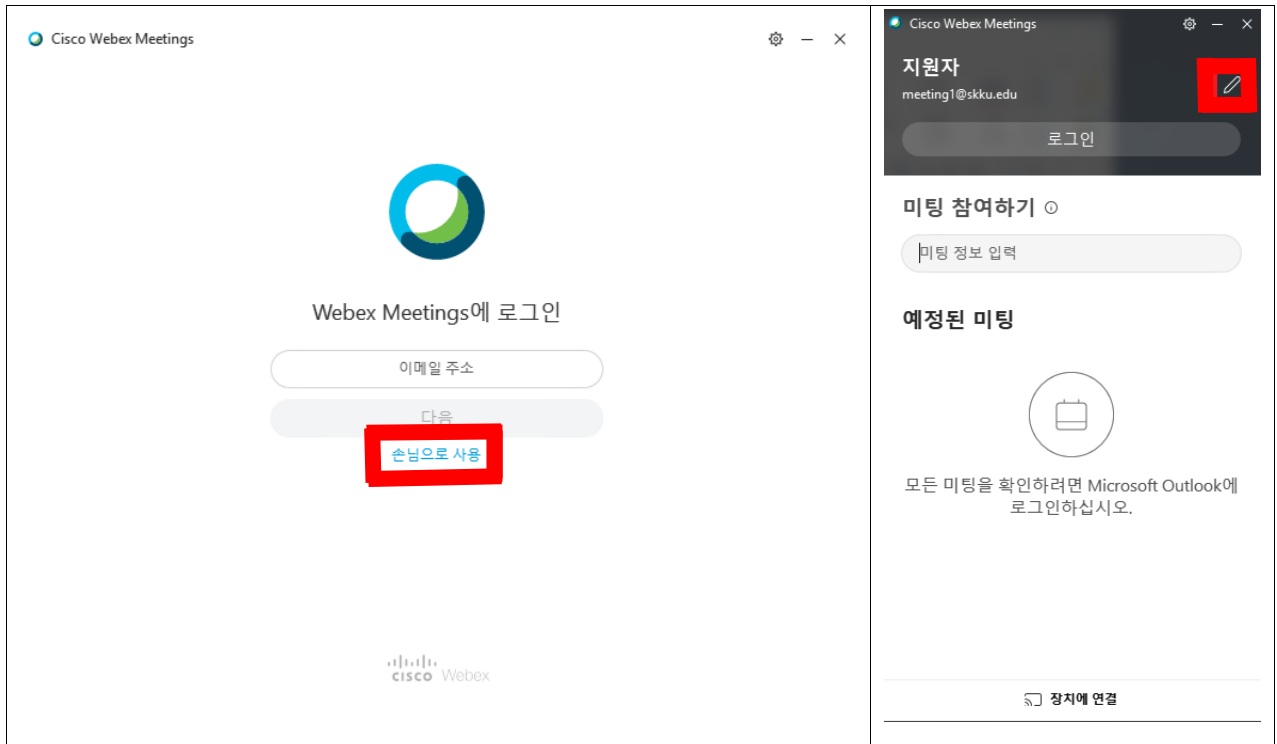 Cisco Webex Meetings
Webex Meetings에 로그인
이메일 주소
다음
손님으로 사용
cisco Webex
Cisco Webex Meetings
지원자
meeting1@skku.edu
로그인
미팅 참여하기
미팅 정보 입력
예정된 미팅
모든 미팅을 확인하려면 Microsoft Outlook에
로그인하십시오.
장치에 연결